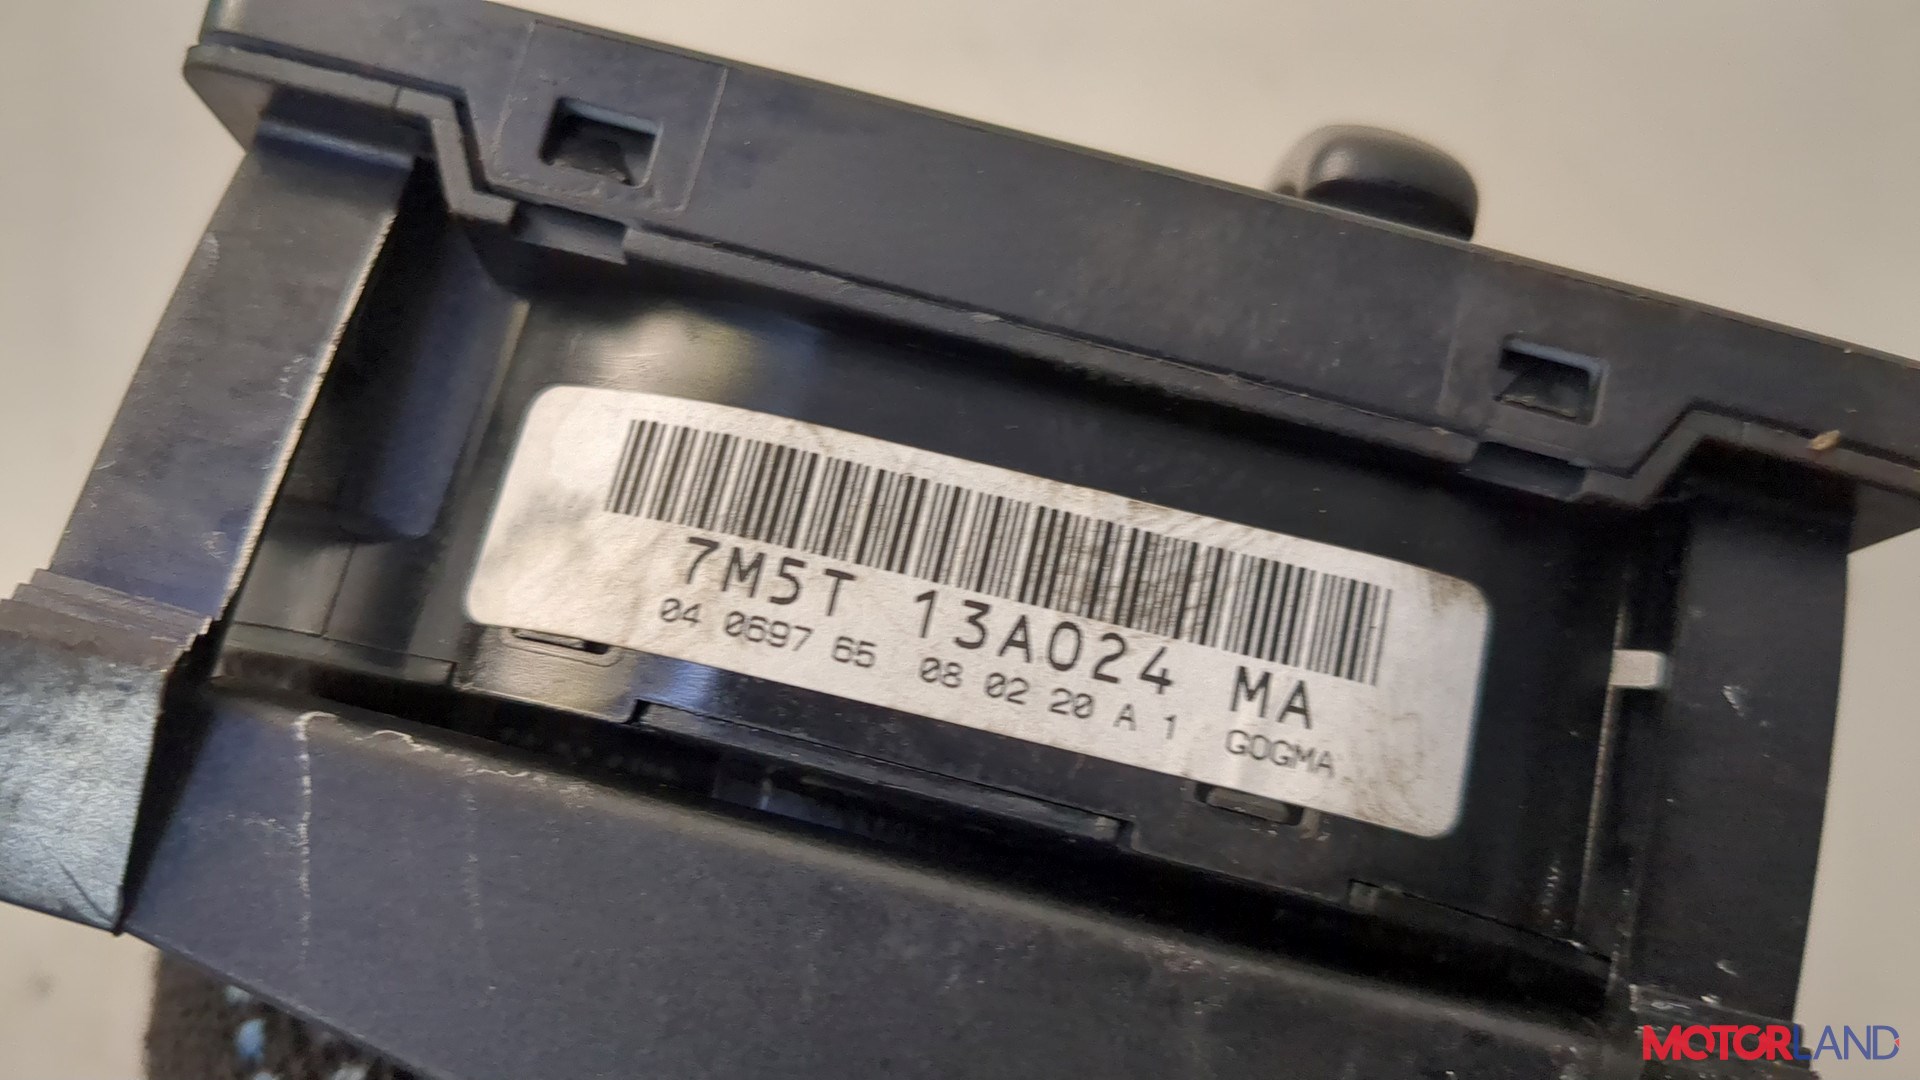 7M5T 13A024 MA
04 0697 65 08 02 20 A 1 GOGMA
MOTORLAND